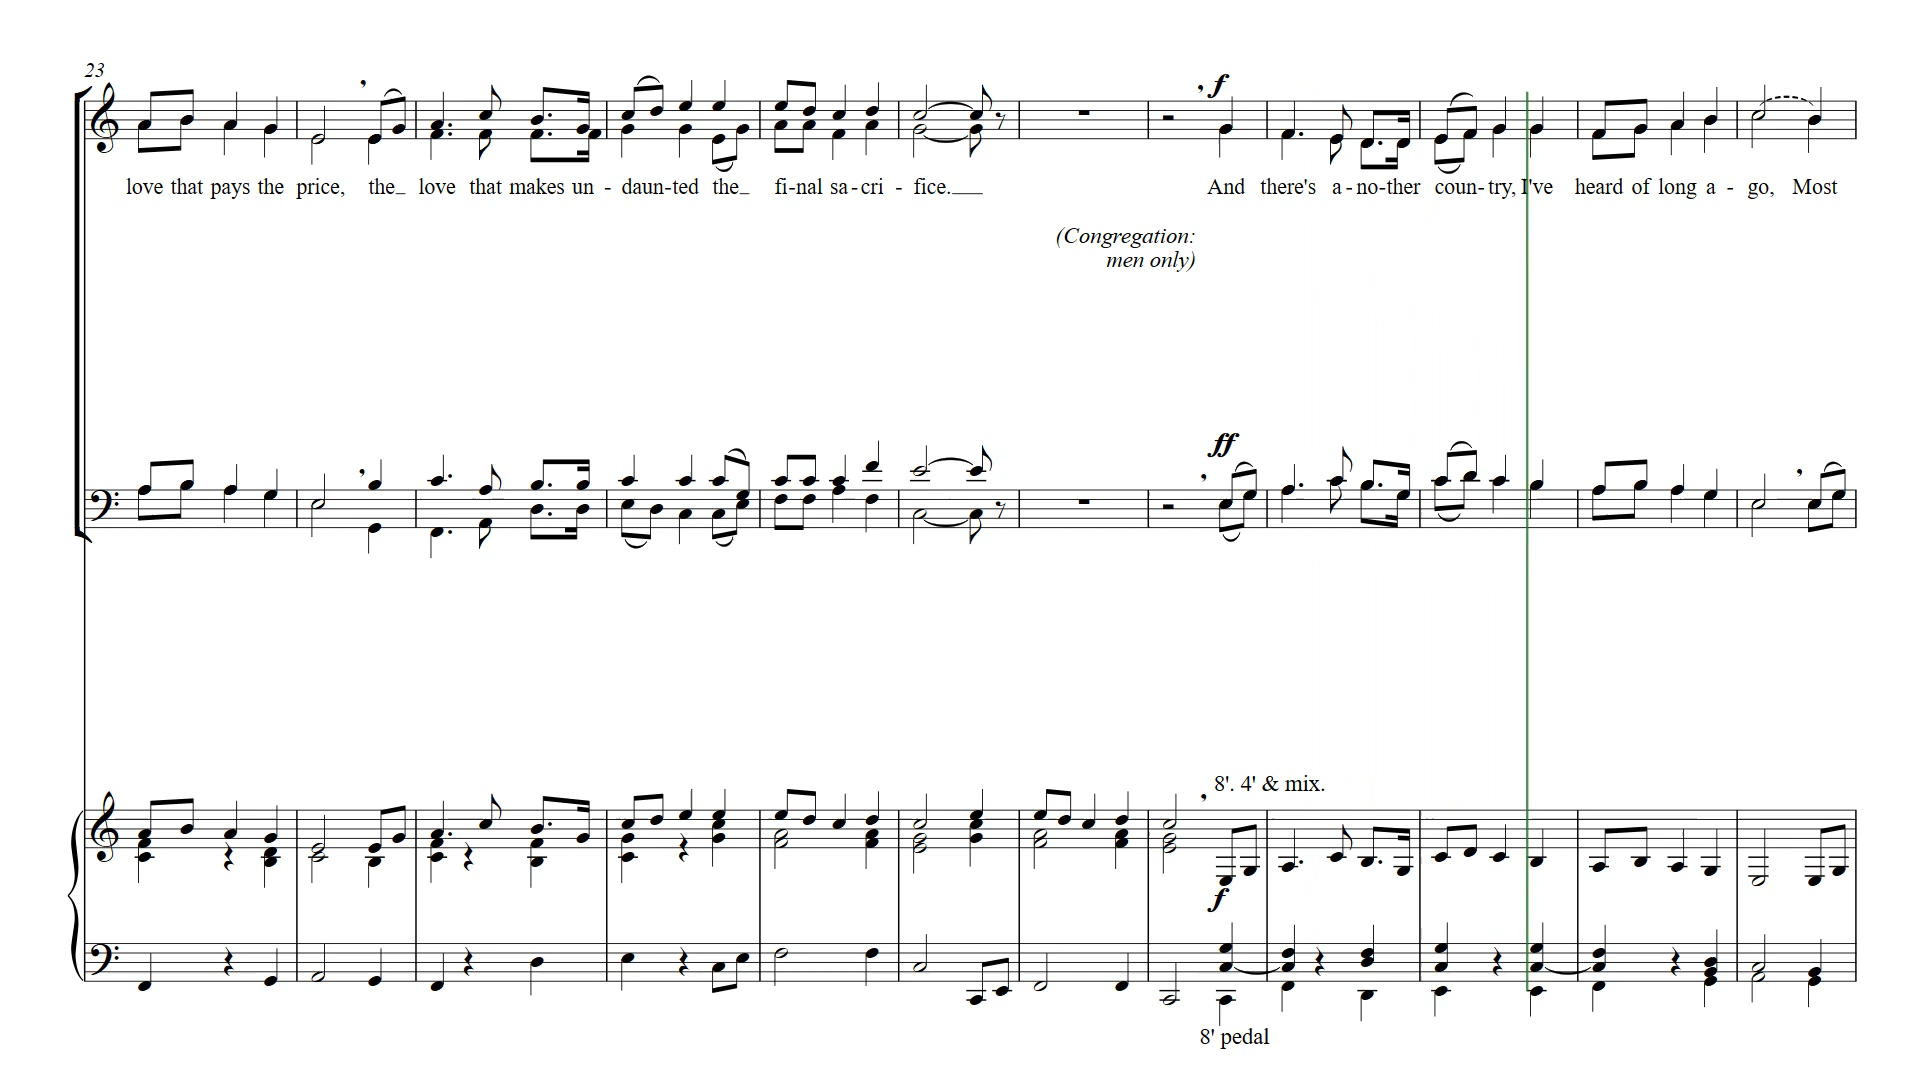 23
f
love that pays the price, the_ love that makes un - daun-ted the_ fi-nal sa-cri - fice.__ And there's a-no-ther coun-try, I've heard of long a - go, Most
(Congregation:
men only)
ff
8'. 4' & mix.
f
8' pedal